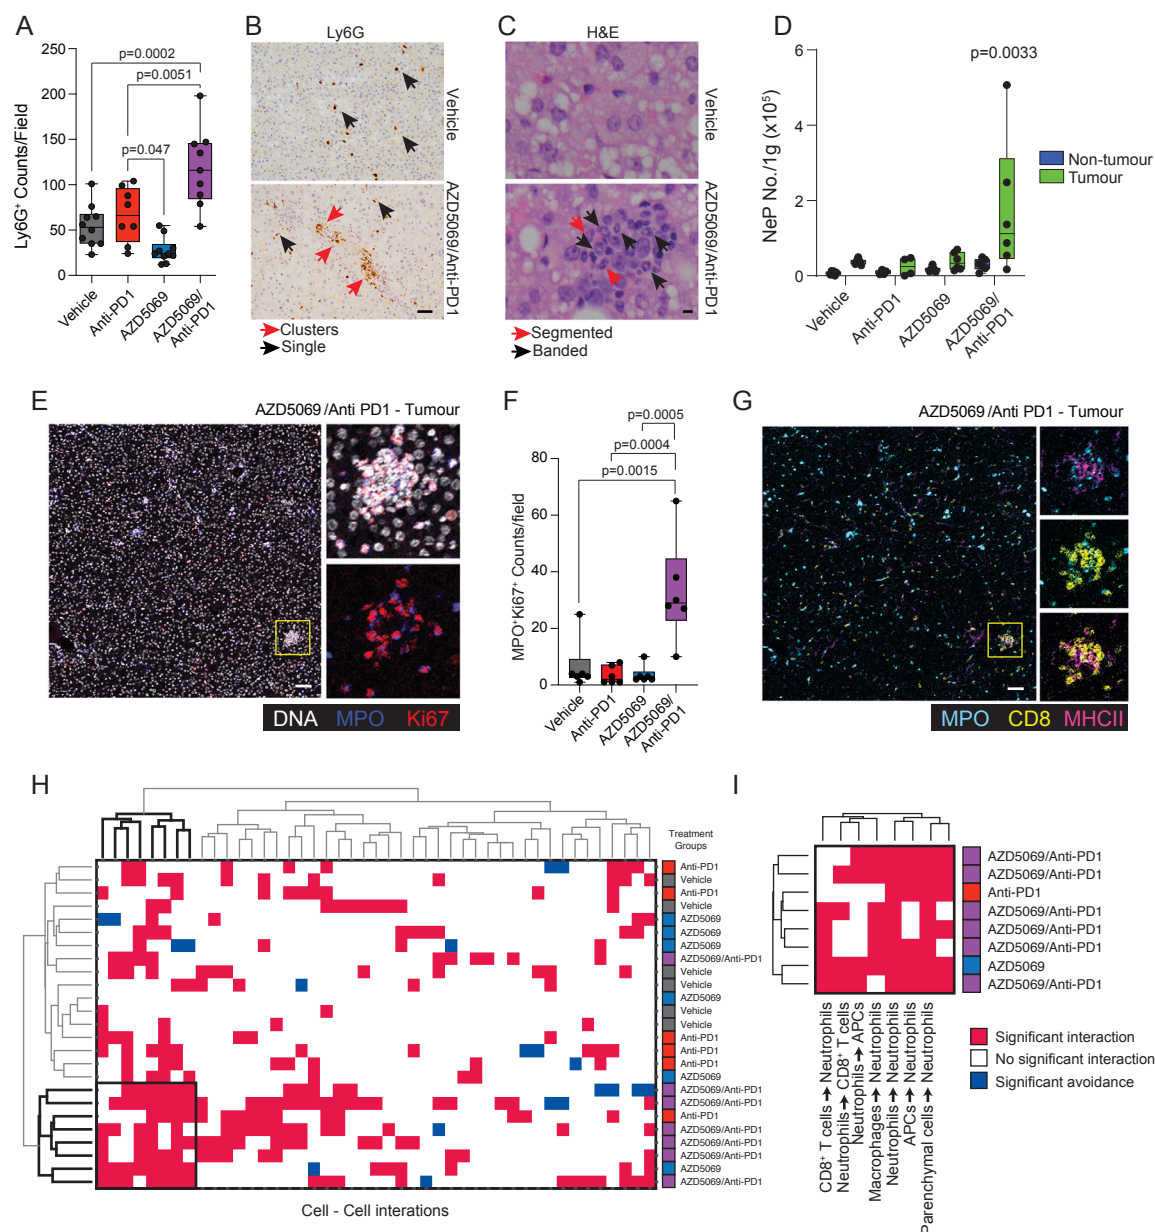 A
Ly6G⁺ Counts/Field
250
200
150
100
50
0
p=0.0002
p=0.0051
p=0.047
Vehicle
Anti-PD1
AZD5069
AZD5069/
Anti-PD1
B
Ly6G
Vehicle
AZD5069/Anti-PD1
Clusters
Single
C
H&E
Vehicle
AZD5069/Anti-PD1
Segmented
Banded
D
NeP No./1g (x10⁵)
6
4
2
0
p=0.0033
Non-tumour
Tumour
Vehicle
Anti-PD1
AZD5069
AZD5069/
Anti-PD1
E
AZD5069/Anti PD1 - Tumour
DNA MPO Ki67
F
MPO⁺Ki67⁺ Counts/field
80
60
40
20
0
p=0.0005
p=0.0004
p=0.0015
Vehicle
Anti-PD1
AZD5069
AZD5069/
Anti-PD1
G
AZD5069/Anti PD1 - Tumour
MPO CD8 MHCII
H
Treatment
Groups
Anti-PD1
Vehicle
Anti-PD1
Vehicle
AZD5069
AZD5069
AZD5069
AZD5069/Anti-PD1
Vehicle
Vehicle
AZD5069
Vehicle
Vehicle
Anti-PD1
Anti-PD1
Anti-PD1
AZD5069
AZD5069/Anti-PD1
AZD5069/Anti-PD1
Anti-PD1
AZD5069/Anti-PD1
AZD5069/Anti-PD1
AZD5069/Anti-PD1
AZD5069
AZD5069/Anti-PD1
Cell - Cell interations
I
AZD5069/Anti-PD1
AZD5069/Anti-PD1
Anti-PD1
AZD5069/Anti-PD1
AZD5069/Anti-PD1
AZD5069/Anti-PD1
AZD5069
AZD5069/Anti-PD1
CD8⁺ T cells➔Neutrophils
Neutrophils➔CD8⁺ T cells
Neutrophils➔APCs
Macrophages➔Neutrophils
Neutrophils➔Neutrophils
APCs➔Neutrophils
Parenchymal cells➔Neutrophils
Significant interaction
No significant interaction
Significant avoidance